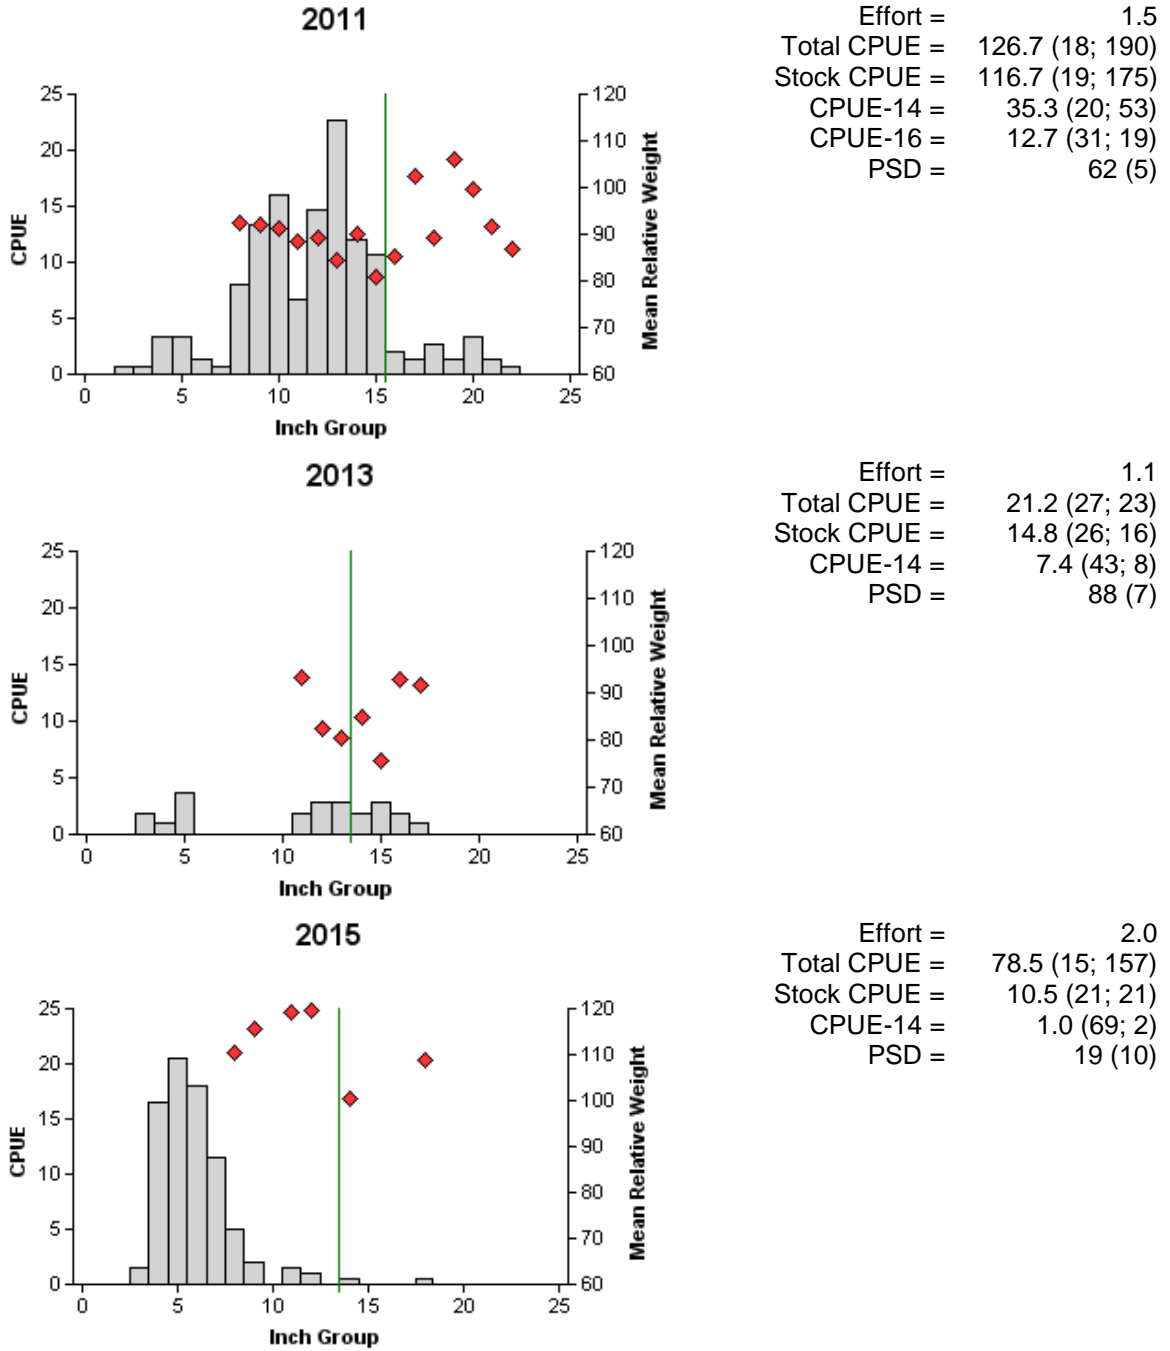 2011
Effort = 1.5
Total CPUE = 126.7 (18; 190)
Stock CPUE = 116.7 (19; 175)
CPUE-14 = 35.3 (20; 53)
CPUE-16 = 12.7 (31; 19)
PSD = 62 (5)
25
20
15
10
5
0
CPUE
120
110
100
90
80
70
60
Mean Relative Weight
0 5 10 15 20 25
Inch Group
2013
Effort = 1.1
Total CPUE = 21.2 (27; 23)
Stock CPUE = 14.8 (26; 16)
CPUE-14 = 7.4 (43; 8)
PSD = 88 (7)
25
20
15
10
5
0
CPUE
120
110
100
90
80
70
60
Mean Relative Weight
0 5 10 15 20 25
Inch Group
2015
Effort = 2.0
Total CPUE = 78.5 (15; 157)
Stock CPUE = 10.5 (21; 21)
CPUE-14 = 1.0 (69; 2)
PSD = 19 (10)
25
20
15
10
5
0
CPUE
120
110
100
90
80
70
60
Mean Relative Weight
0 5 10 15 20 25
Inch Group